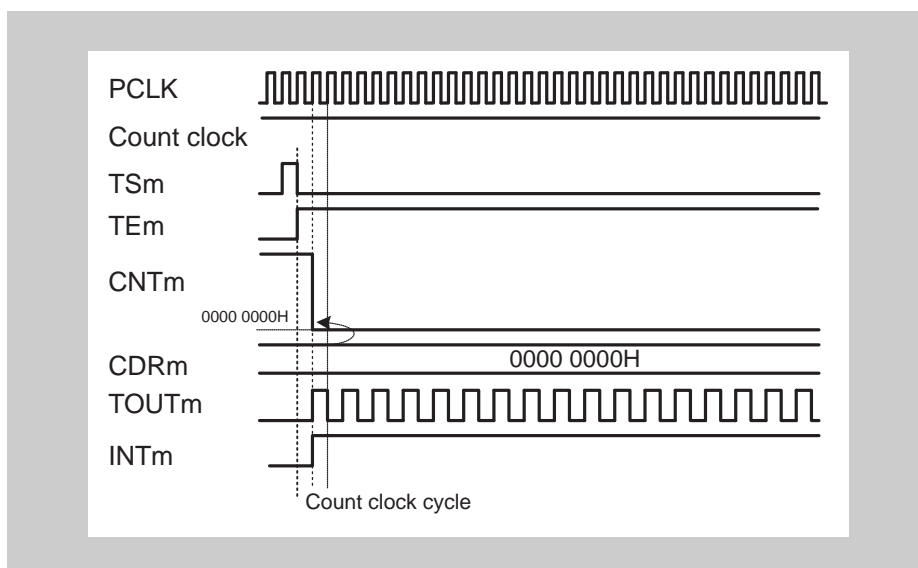 PCLK
Count clock
TSm
TEm
CNTm
0000 0000H
CDRm
0000 0000H
TOUTm
INTm
Count clock cycle